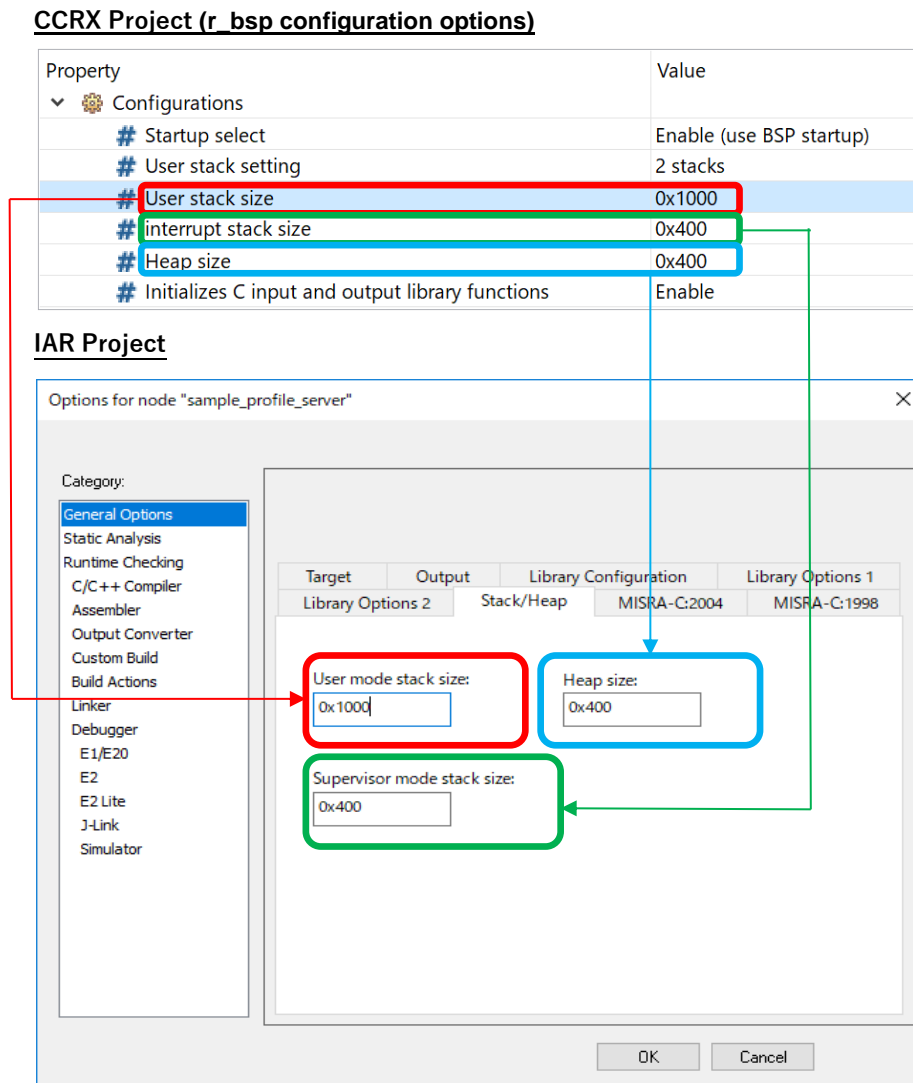 CCRX Project (r_bsp configuration options)
Property Value
Configurations
# Startup select Enable (use BSP startup)
# User stack setting 2 stacks
# User stack size 0x1000
# interrupt stack size 0x400
# Heap size 0x400
# Initializes C input and output library functions Enable
IAR Project
Options for node "sample_profile_server"
Category:
General Options
Static Analysis
Runtime Checking
C/C++ Compiler
Assembler
Output Converter
Custom Build
Build Actions
Linker
Debugger
E1/E20
E2
E2 Lite
J-Link
Simulator
Target Output Library Configuration Library Options 1
Library Options 2 Stack/Heap MISRA-C:2004 MISRA-C:1998
User mode stack size: Heap size:
0x1000 0x400
Supervisor mode stack size:
0x400
OK Cancel